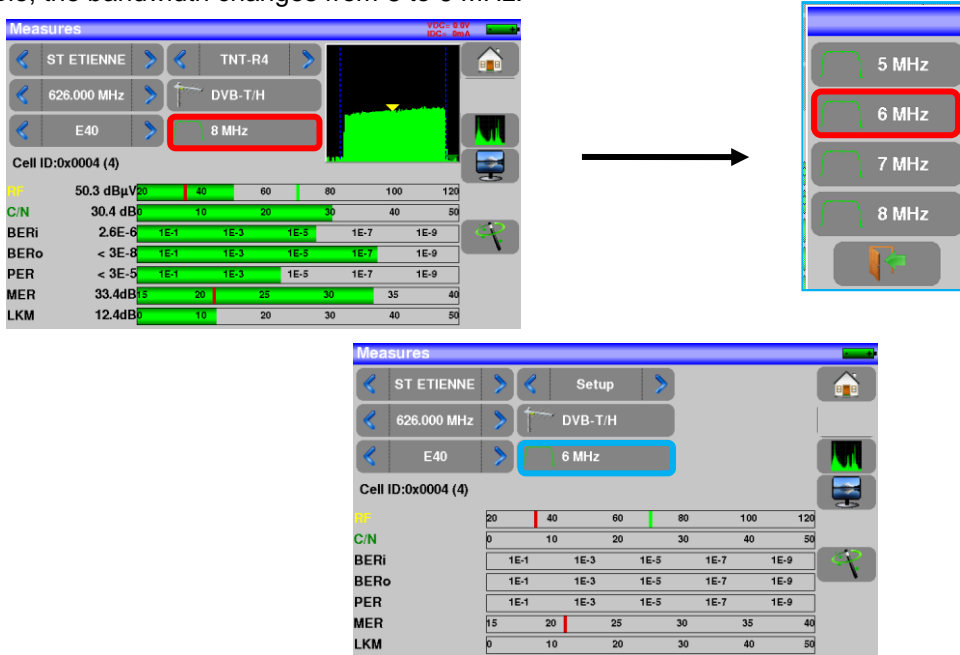 the bandwidth changes from 8 to 6 MHz.
Measures
VDC= 0.0V
IDC= 0mA
ST ETIENNE TNT-R4
626.000 MHz DVB-T/H
E40 8 MHz
Cell ID:0x0004 (4)
RF 50.3 dBµV 20 40 60 80 100 120
C/N 30.4 dB 0 10 20 30 40 50
BERi 2.6E-6 1E-1 1E-3 1E-5 1E-7 1E-9
BERo < 3E-8 1E-1 1E-3 1E-5 1E-7 1E-9
PER < 3E-5 1E-1 1E-3 1E-5 1E-7 1E-9
MER 33.4dB 15 20 25 30 35 40
LKM 12.4dB 0 10 20 30 40 50
5 MHz
6 MHz
7 MHz
8 MHz
Measures
ST ETIENNE Setup
626.000 MHz DVB-T/H
E40 6 MHz
Cell ID:0x0004 (4)
RF 20 40 60 80 100 120
C/N 0 10 20 30 40 50
BERi 1E-1 1E-3 1E-5 1E-7 1E-9
BERo 1E-1 1E-3 1E-5 1E-7 1E-9
PER 1E-1 1E-3 1E-5 1E-7 1E-9
MER 15 20 25 30 35 40
LKM 0 10 20 30 40 50